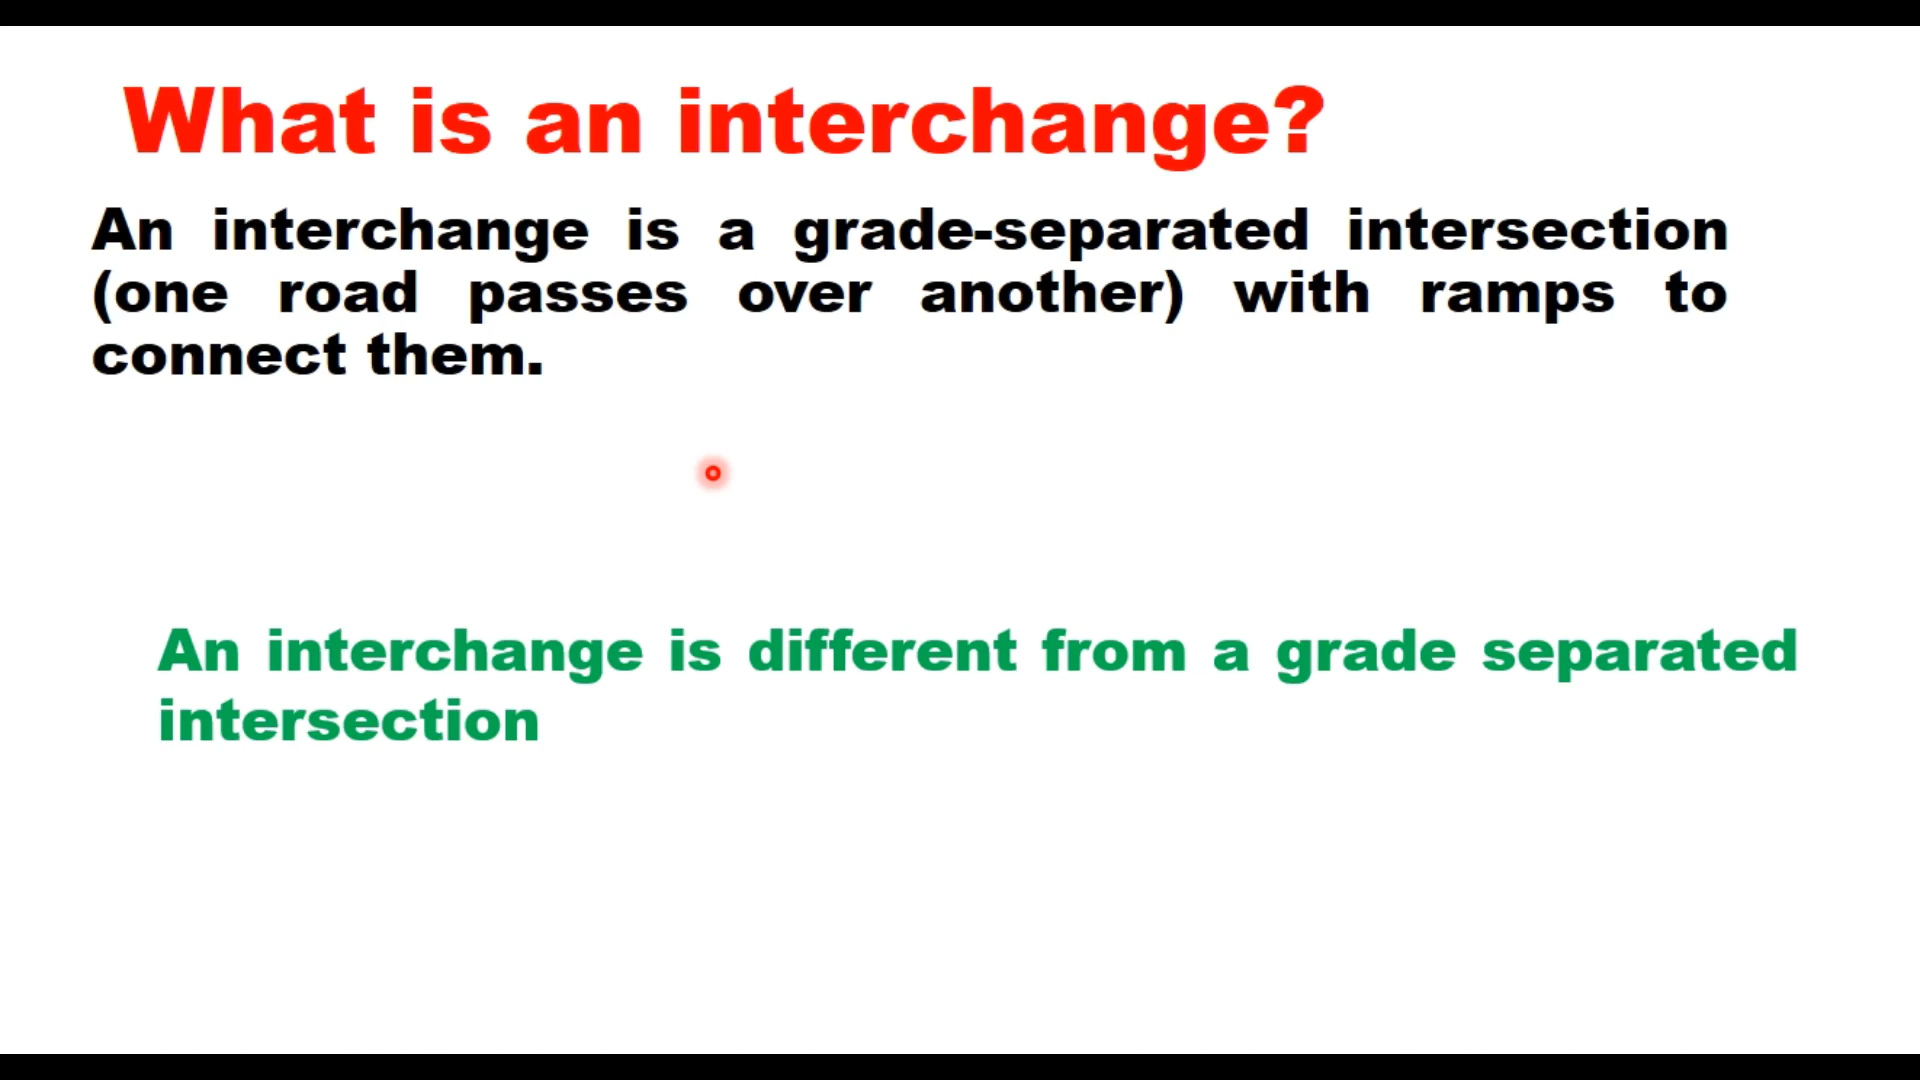 What is an interchange?
An interchange is a grade-separated intersection
(one road passes over another) with ramps to
connect them.
An interchange is different from a grade separated
intersection